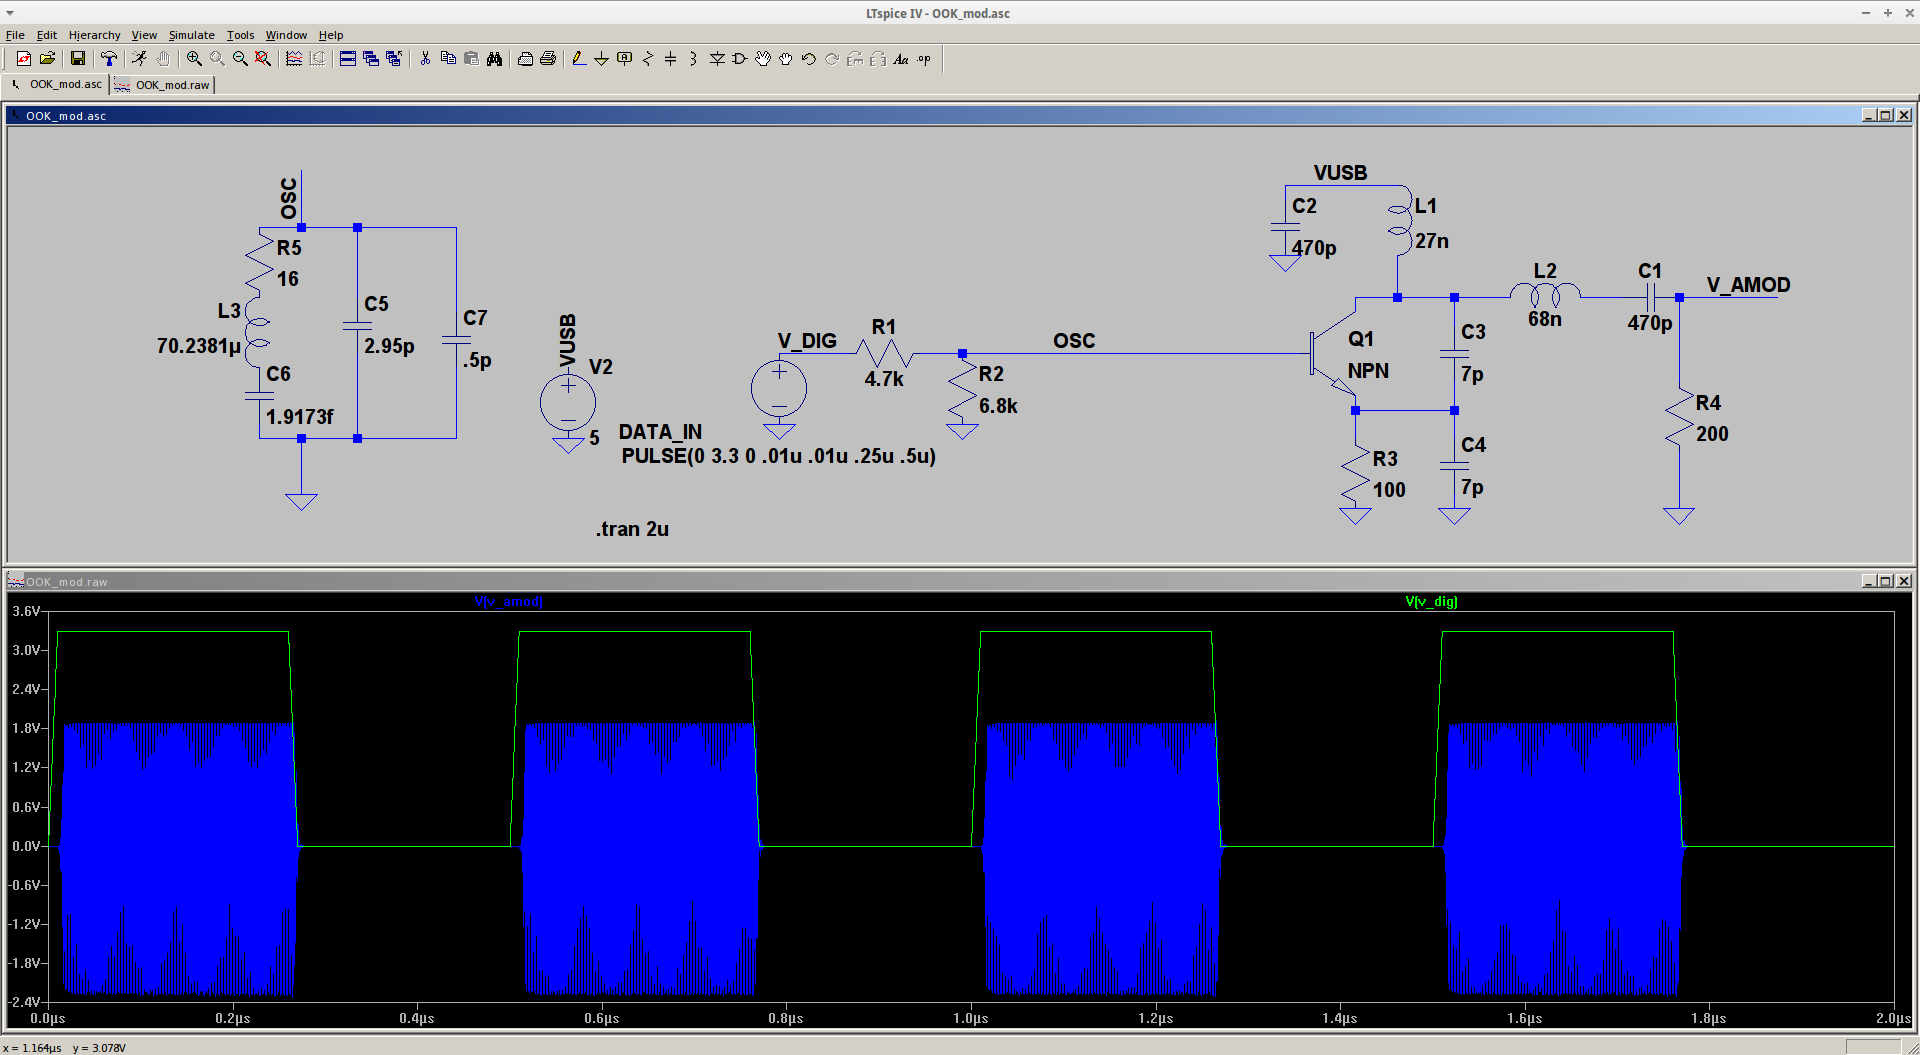 LTspice IV - OOK_mod.asc
File Edit Hierarchy View Simulate Tools Window Help
Aa .op
OOK_mod.asc OOK_mod.raw
OOK_mod.asc
OSC
R5
16
L3
70.2381µ
C6
1.9173f
C5
2.95p
C7
.5p
VUSB
V2
5
DATA_IN
PULSE(0 3.3 0 .01u .01u .25u .5u)
.tran 2u
V_DIG
R1
4.7k
R2
6.8k
OSC
VUSB
C2
470p
L1
27n
Q1
NPN
R3
100
C3
7p
C4
7p
L2
68n
C1
470p
V_AMOD
R4
200
OOK_mod.raw
V(v_amod) V(v_dig)
3.6V
3.0V
2.4V
1.8V
1.2V
0.6V
0.0V
-0.6V
-1.2V
-1.8V
-2.4V
0.0µs 0.2µs 0.4µs 0.6µs 0.8µs 1.0µs 1.2µs 1.4µs 1.6µs 1.8µs 2.0µs
x = 1.164µs y = 3.078V